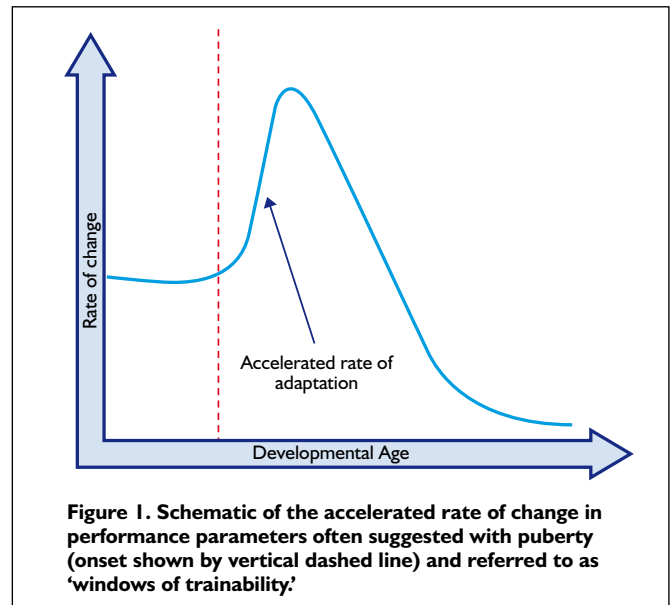 Rate of change
Accelerated rate of
adaptation
Developmental Age
Figure 1. Schematic of the accelerated rate of change in
performance parameters often suggested with puberty
(onset shown by vertical dashed line) and referred to as
‘windows of trainability.’